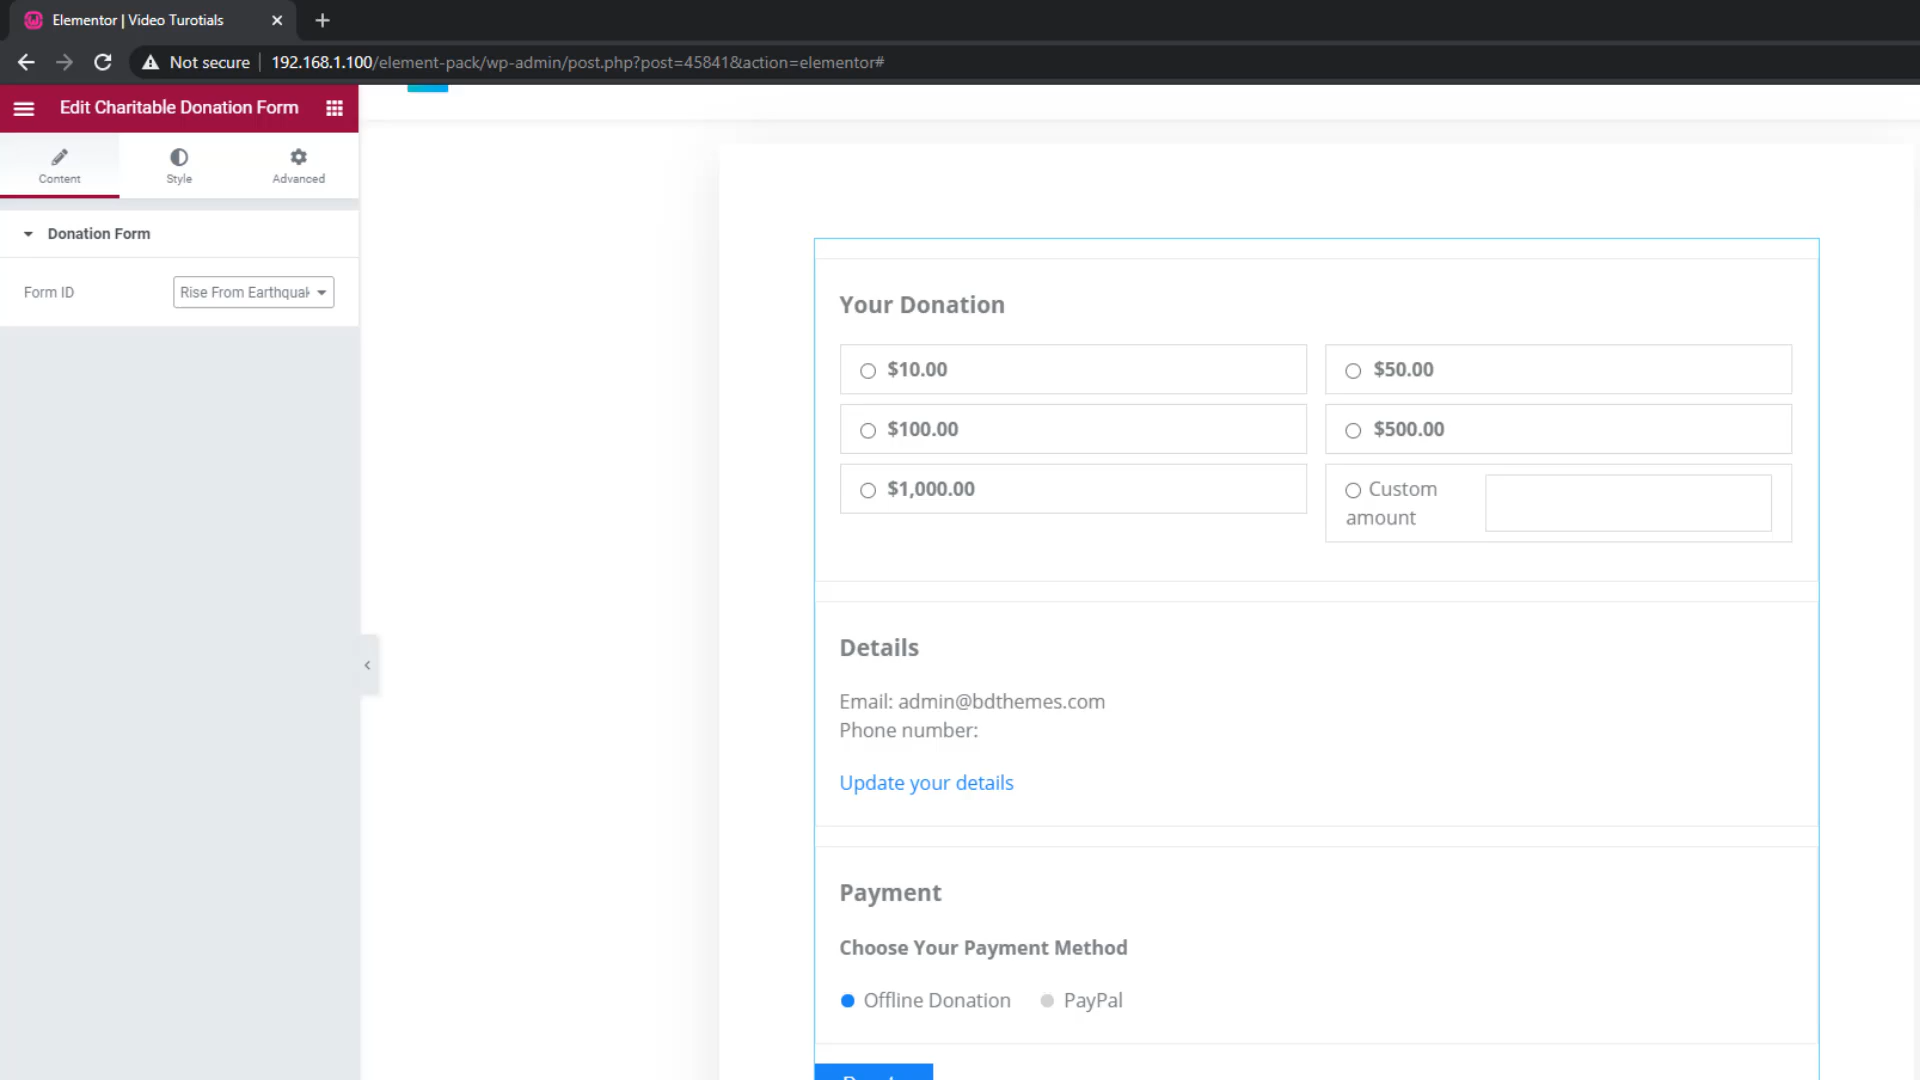 Elementor | Video Turotials
Not secure
192.168.1.100/element-pack/wp-admin/post.php?post=45841&action=elementor#
Edit Charitable Donation Form
Content
Style
Advanced
Donation Form
Form ID
Rise From Earthqua
Your Donation
$10.00
$50.00
$100.00
$500.00
$1,000.00
Custom
amount
Details
Email: admin@bdthemes.com
Phone number:
Update your details
Payment
Choose Your Payment Method
Offline Donation
PayPal